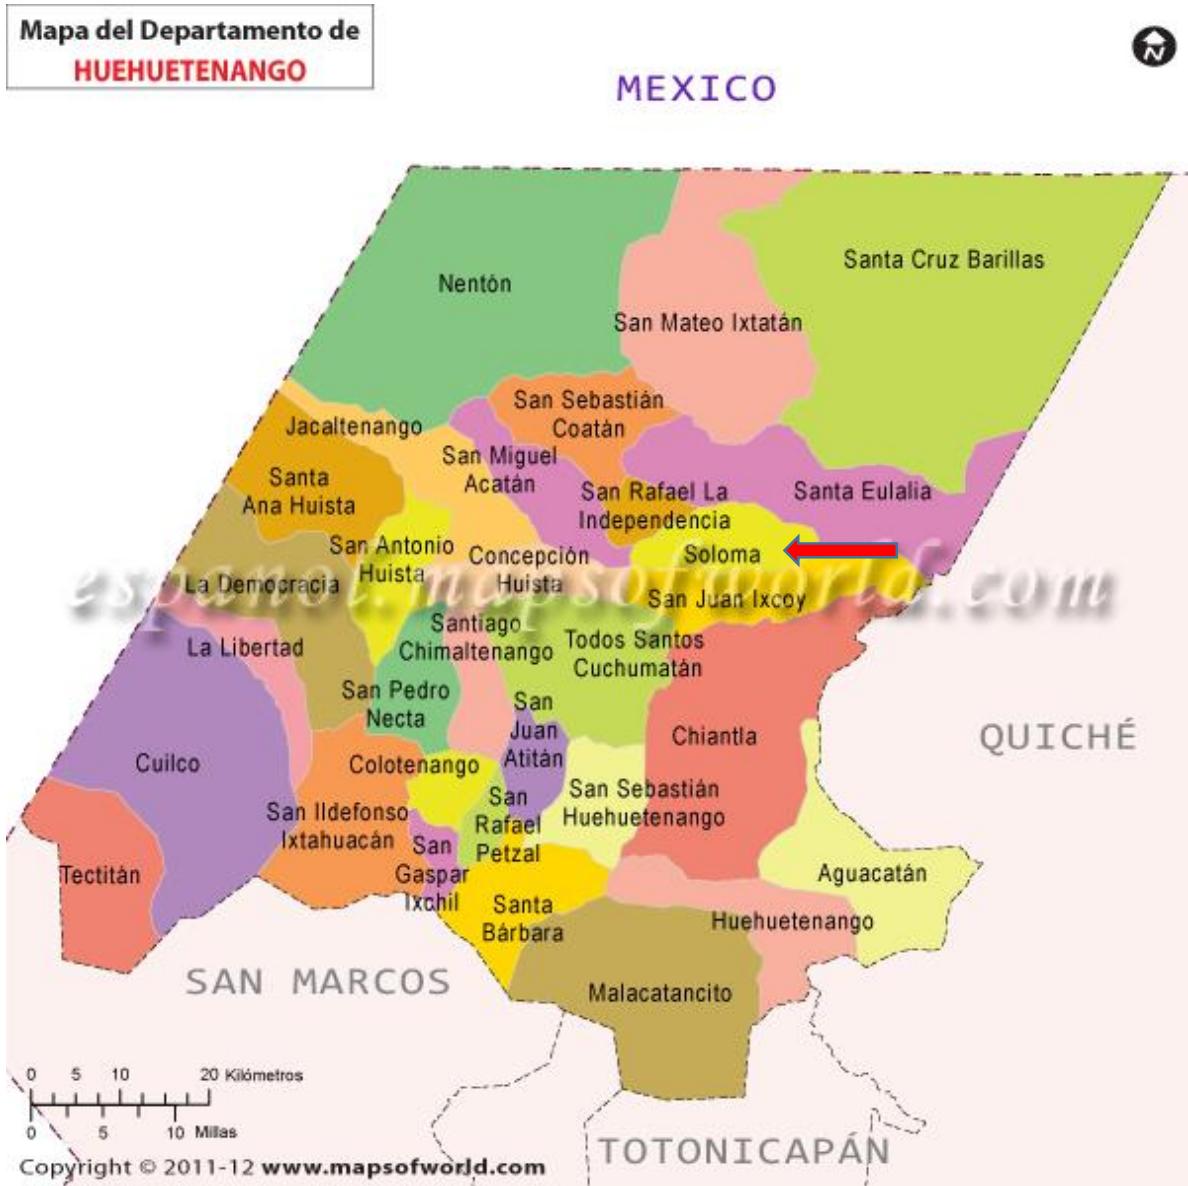 Mapa del Departamento de
HUEHUETENANGO
N
MEXICO
Nentón
Santa Cruz Barillas
San Mateo Ixtatán
San Sebastián
Coatán
Jacaltenango
San Miguel
Acatán
Santa
Ana Huista
San Rafael La
Independencia
Santa Eulalia
San Antonio
Huista
Concepción
Huista
Soloma
La Democracia
espanol.mapsofworld.com
San Juan Ixcoy
La Libertad
Santiago
Chimaltenango
Todos Santos
Cuchumatán
San Pedro
Necta
San
Juan
Atitán
Chiantla
QUICHÉ
Cuilco
Colotenango
San Sebastián
Huehuetenango
San Ildefonso
Ixtahuacán
San
Rafael
Petzal
San
Gaspar
Ixchil
Tectitán
Aguacatán
Santa
Bárbara
Huehuetenango
SAN MARCOS
Malacatancito
0 5 10 20 Kilómetros
0 5 10 Millas
TOTONICAPÁN
Copyright © 2011-12 www.mapsofworld.com